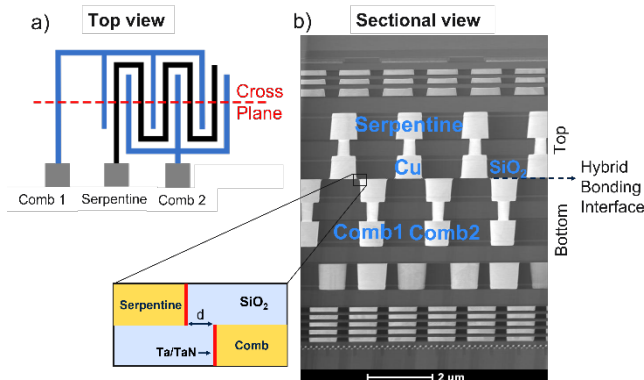 a)
Top view
Cross
Plane
Comb 1
Serpentine
Comb 2
b)
Sectional view
Serpentine
Cu
SiO₂
Comb1
Comb2
Top
Bottom
Hybrid
Bonding
Interface
2 μm
Serpentine
SiO₂
d
Ta/TaN
Comb